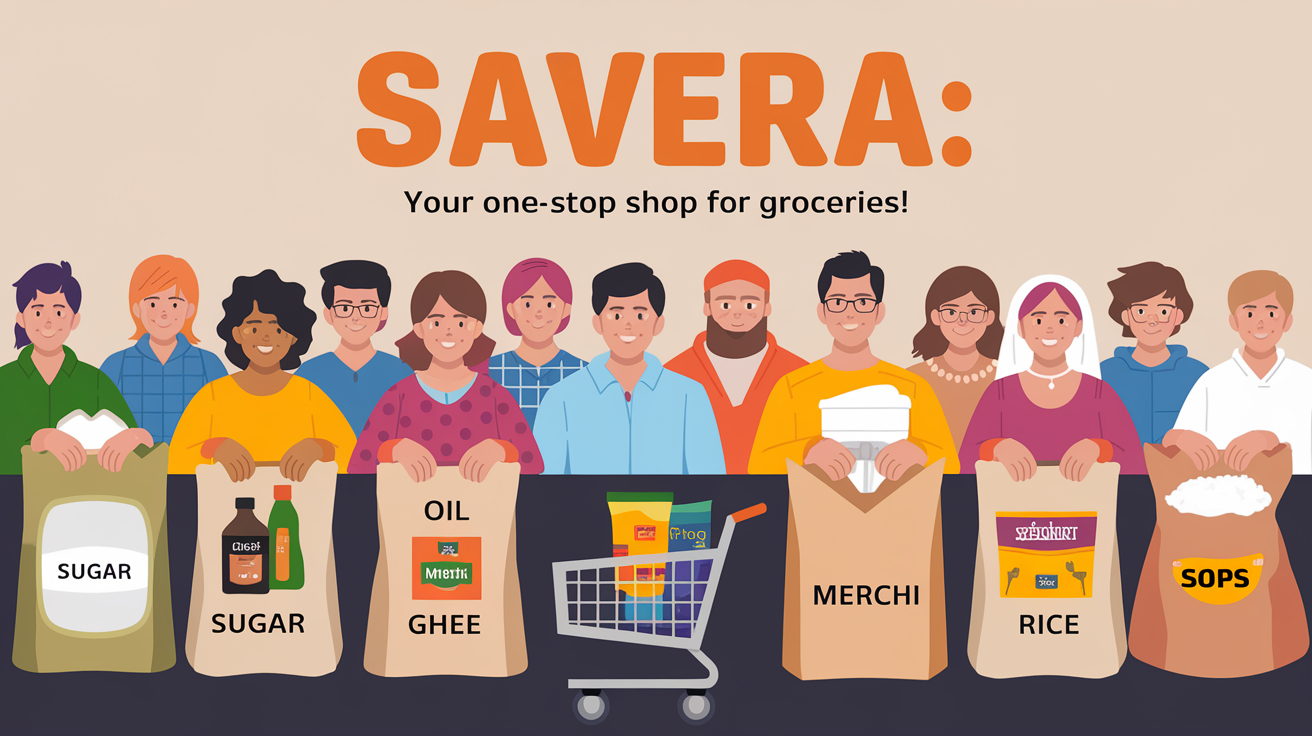 SAVERA:
Your one-stop shop for groceries!
SUGAR
SUGAR
OIL
GHEE
MERCHI
RICE
SOPS